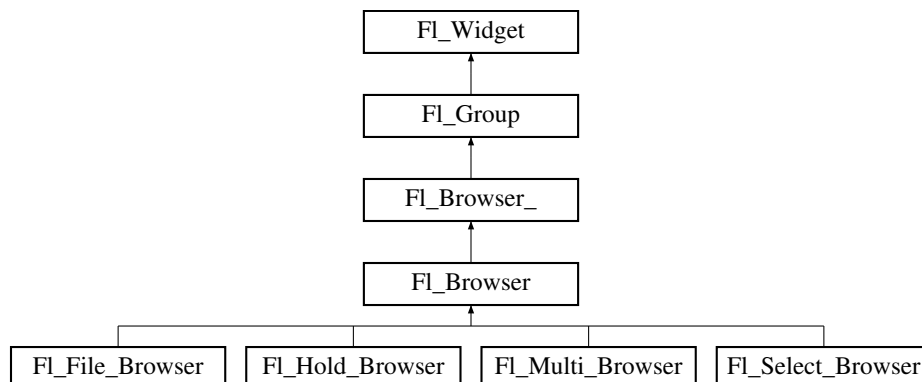 Fl_Widget
Fl_Group
Fl_Browser_
Fl_Browser
Fl_File_Browser Fl_Hold_Browser Fl_Multi_Browser Fl_Select_Browser